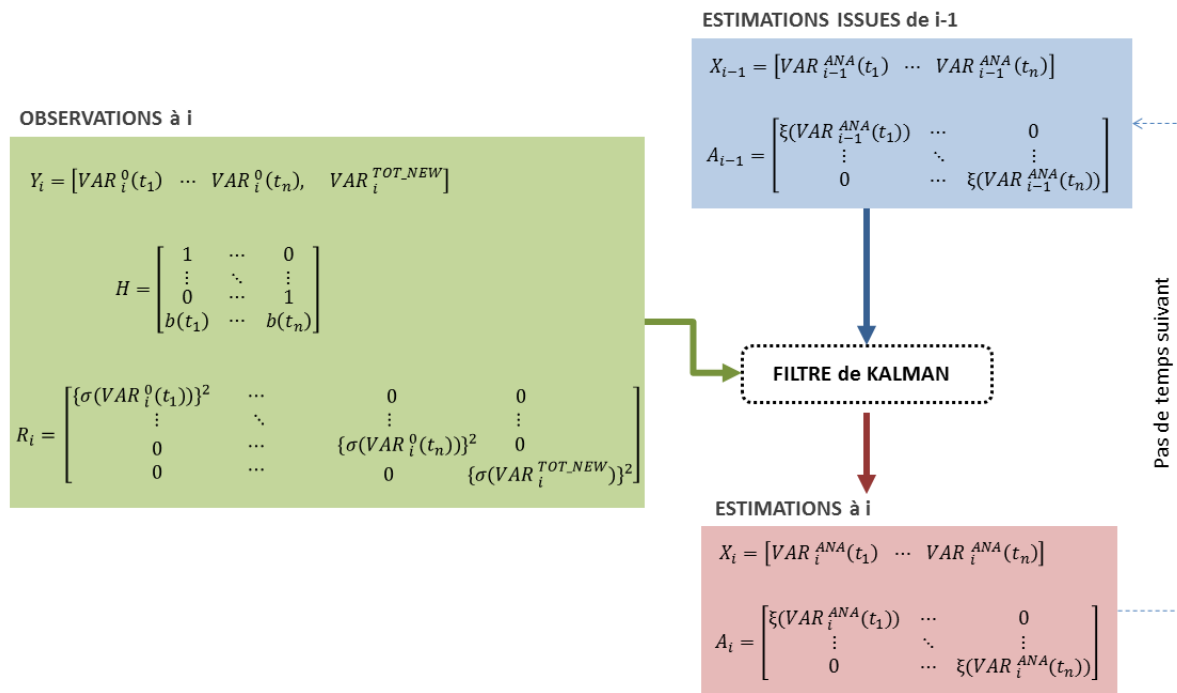 ESTIMATIONS ISSUES de i-1
X_{i−1} = [VAR_{i−1}^{ANA}(t_1) ⋯ VAR_{i−1}^{ANA}(t_n)]
A_{i−1} = [ξ(VAR_{i−1}^{ANA}(t_1)) ⋯ 0
⋮ ⋱ ⋮
0 ⋯ ξ(VAR_{i−1}^{ANA}(t_n))]
OBSERVATIONS à i
Y_i = [VAR_i^0(t_1) ⋯ VAR_i^0(t_n), VAR_i^{TOT_NEW}]
H = [1 ⋯ 0
⋮ ⋱ ⋮
0 ⋯ 1
b(t_1) ⋯ b(t_n)]
R_i = [{σ(VAR_i^0(t_1))}^2 ⋯ 0 0
⋮ ⋱ ⋮ ⋮
0 ⋯ {σ(VAR_i^0(t_n))}^2 0
0 ⋯ 0 {σ(VAR_i^{TOT_NEW})}^2]
FILTRE de KALMAN
Pas de temps suivant
ESTIMATIONS à i
X_i = [VAR_i^{ANA}(t_1) ⋯ VAR_i^{ANA}(t_n)]
A_i = [ξ(VAR_i^{ANA}(t_1)) ⋯ 0
⋮ ⋱ ⋮
0 ⋯ ξ(VAR_i^{ANA}(t_n))]